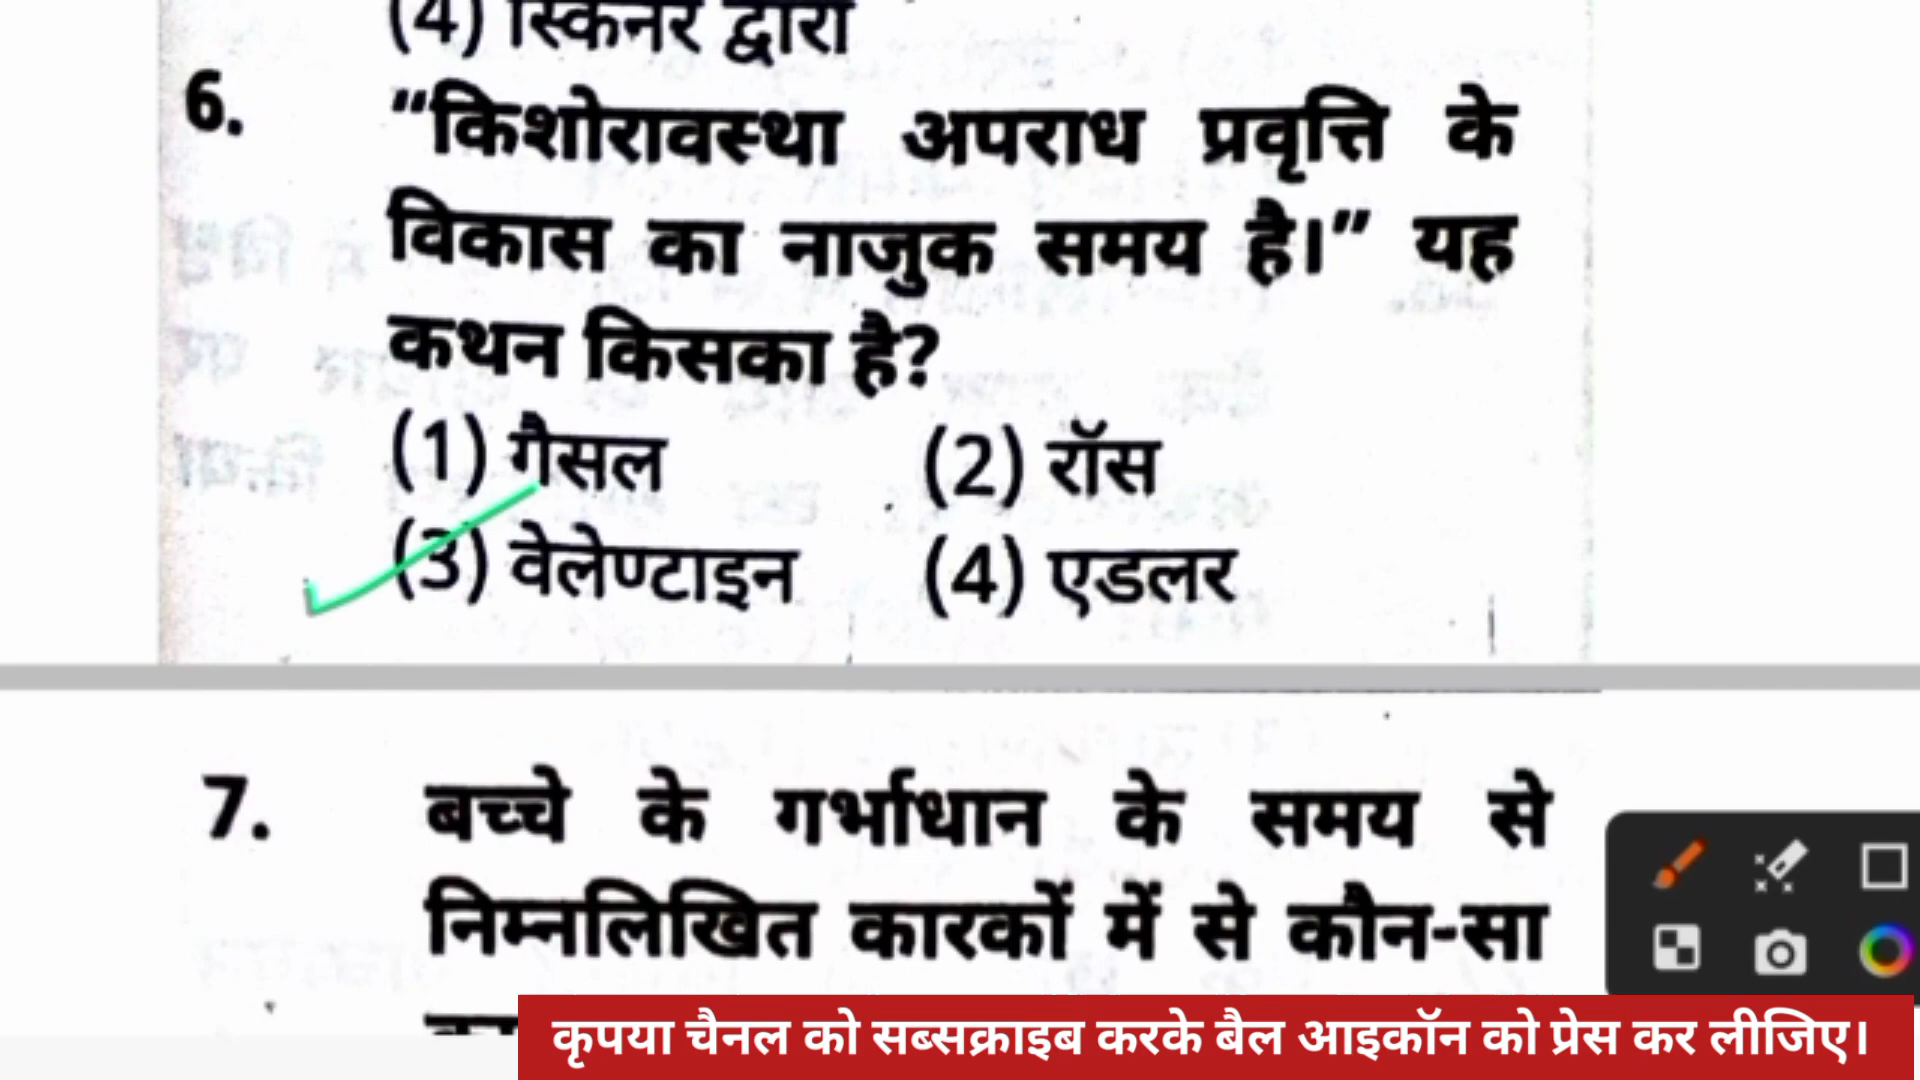 (4) स्किनर द्वारा
6. “किशोरावस्था अपराध प्रवृत्ति के
विकास का नाजुक समय है।” यह
कथन किसका है?
(1) गैसल (2) रॉस
(3) वेलेण्टाइन (4) एडलर
7. बच्चे के गर्भाधान के समय से
निम्नलिखित कारकों में से कौन-सा
कृपया चैनल को सब्सक्राइब करके बैल आइकॉन को प्रेस कर लीजिए।